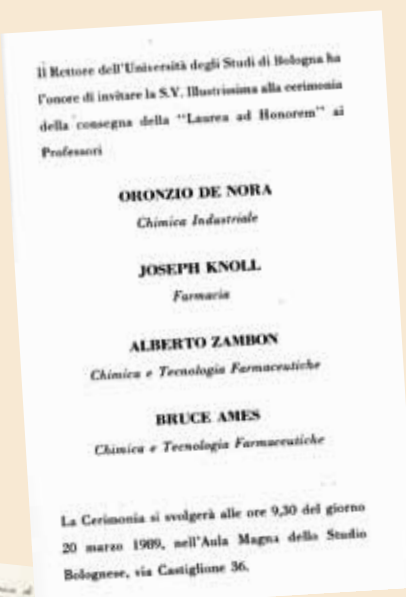 Il Rettore dell'Università degli Studi di Bologna ha
l'onore di invitare la S.V. Illustrissima alla cerimonia
della consegna della "Laurea ad Honorem" ai
Professori
ORONZIO DE NORA
Chimica Industriale
JOSEPH KNOLL
Farmacia
ALBERTO ZAMBON
Chimica e Tecnologia Farmaceutiche
BRUCE AMES
Chimica e Tecnologia Farmaceutiche
La Cerimonia si svolgerà alle ore 9,30 del giorno
20 marzo 1989, nell'Aula Magna dello Studio
Bolognese, via Castiglione 36.